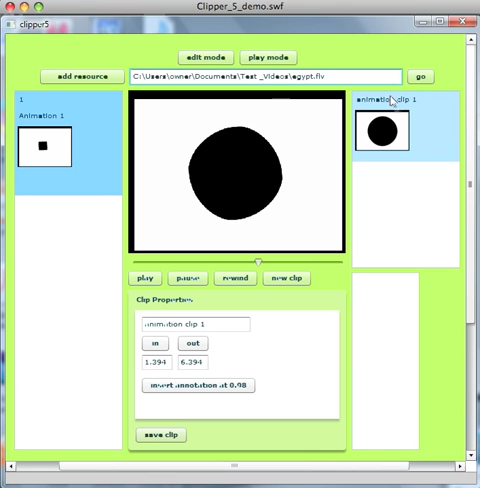 Clipper_5_demo.swf
clipper5
edit mode
play mode
add resource
C:\Users\owner\Documents\Test _Videos\egypt.flv
go
1
Animation 1
animation clip 1
play
pause
rewind
new clip
Clip Properties
animation clip 1
in
out
1.394
6.394
insert annotation at 0.98
save clip